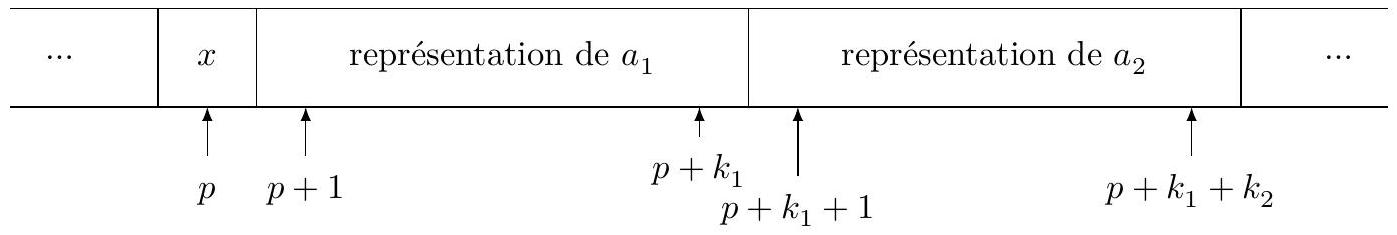 ... x représentation de a₁ représentation de a₂ ...
p p + 1 p + k₁ p + k₁ + k₂
p + k₁ + 1